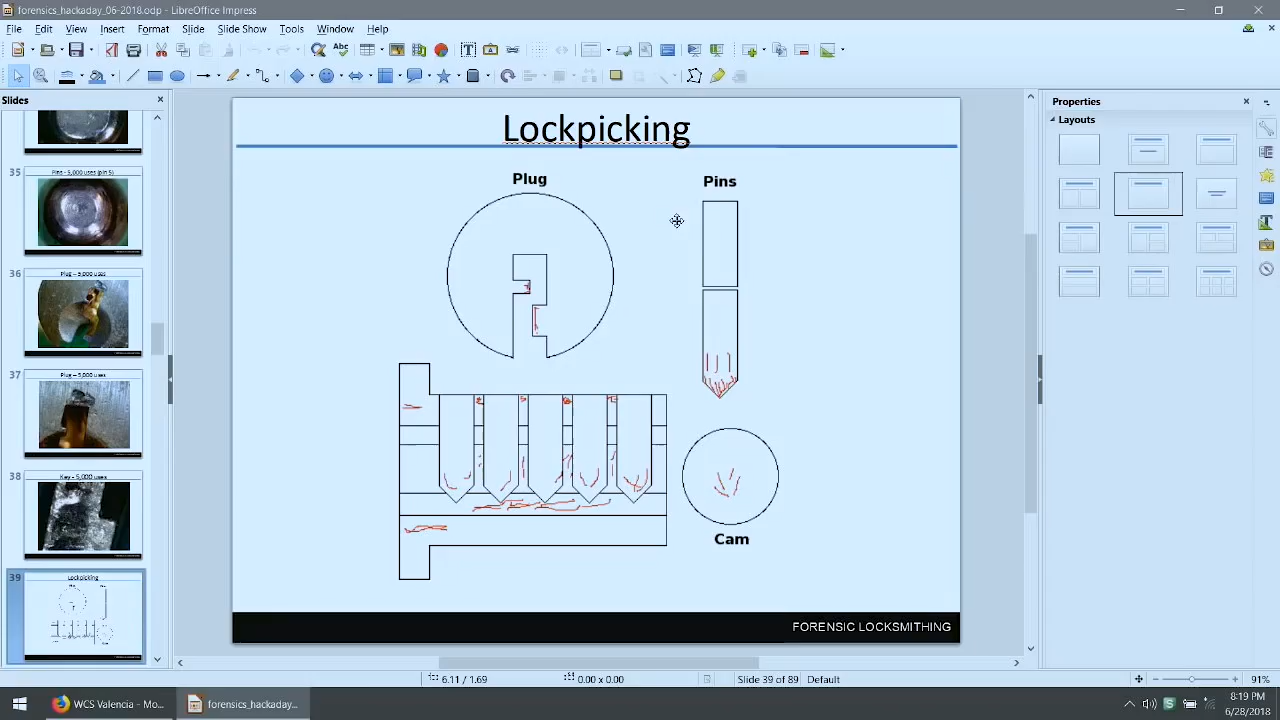 forensics_hackaday_06-2018.odp - LibreOffice Impress
File Edit View Insert Format Slide Slide Show Tools Window Help
Slides
35
Pins - 5,000 uses (pin 5)
36
Plug - 5,000 uses
37
Plug - 5,000 uses
38
Key - 5,000 uses
39
Lockpicking
Lockpicking
Plug
Pins
Cam
FORENSIC LOCKSMITHING
Properties
Layouts
6.11 / 1.69
0.00 x 0.00
Slide 39 of 89
Default
91%
WCS Valencia – Mo...
forensics_hackaday...
8:19 PM
6/28/2018